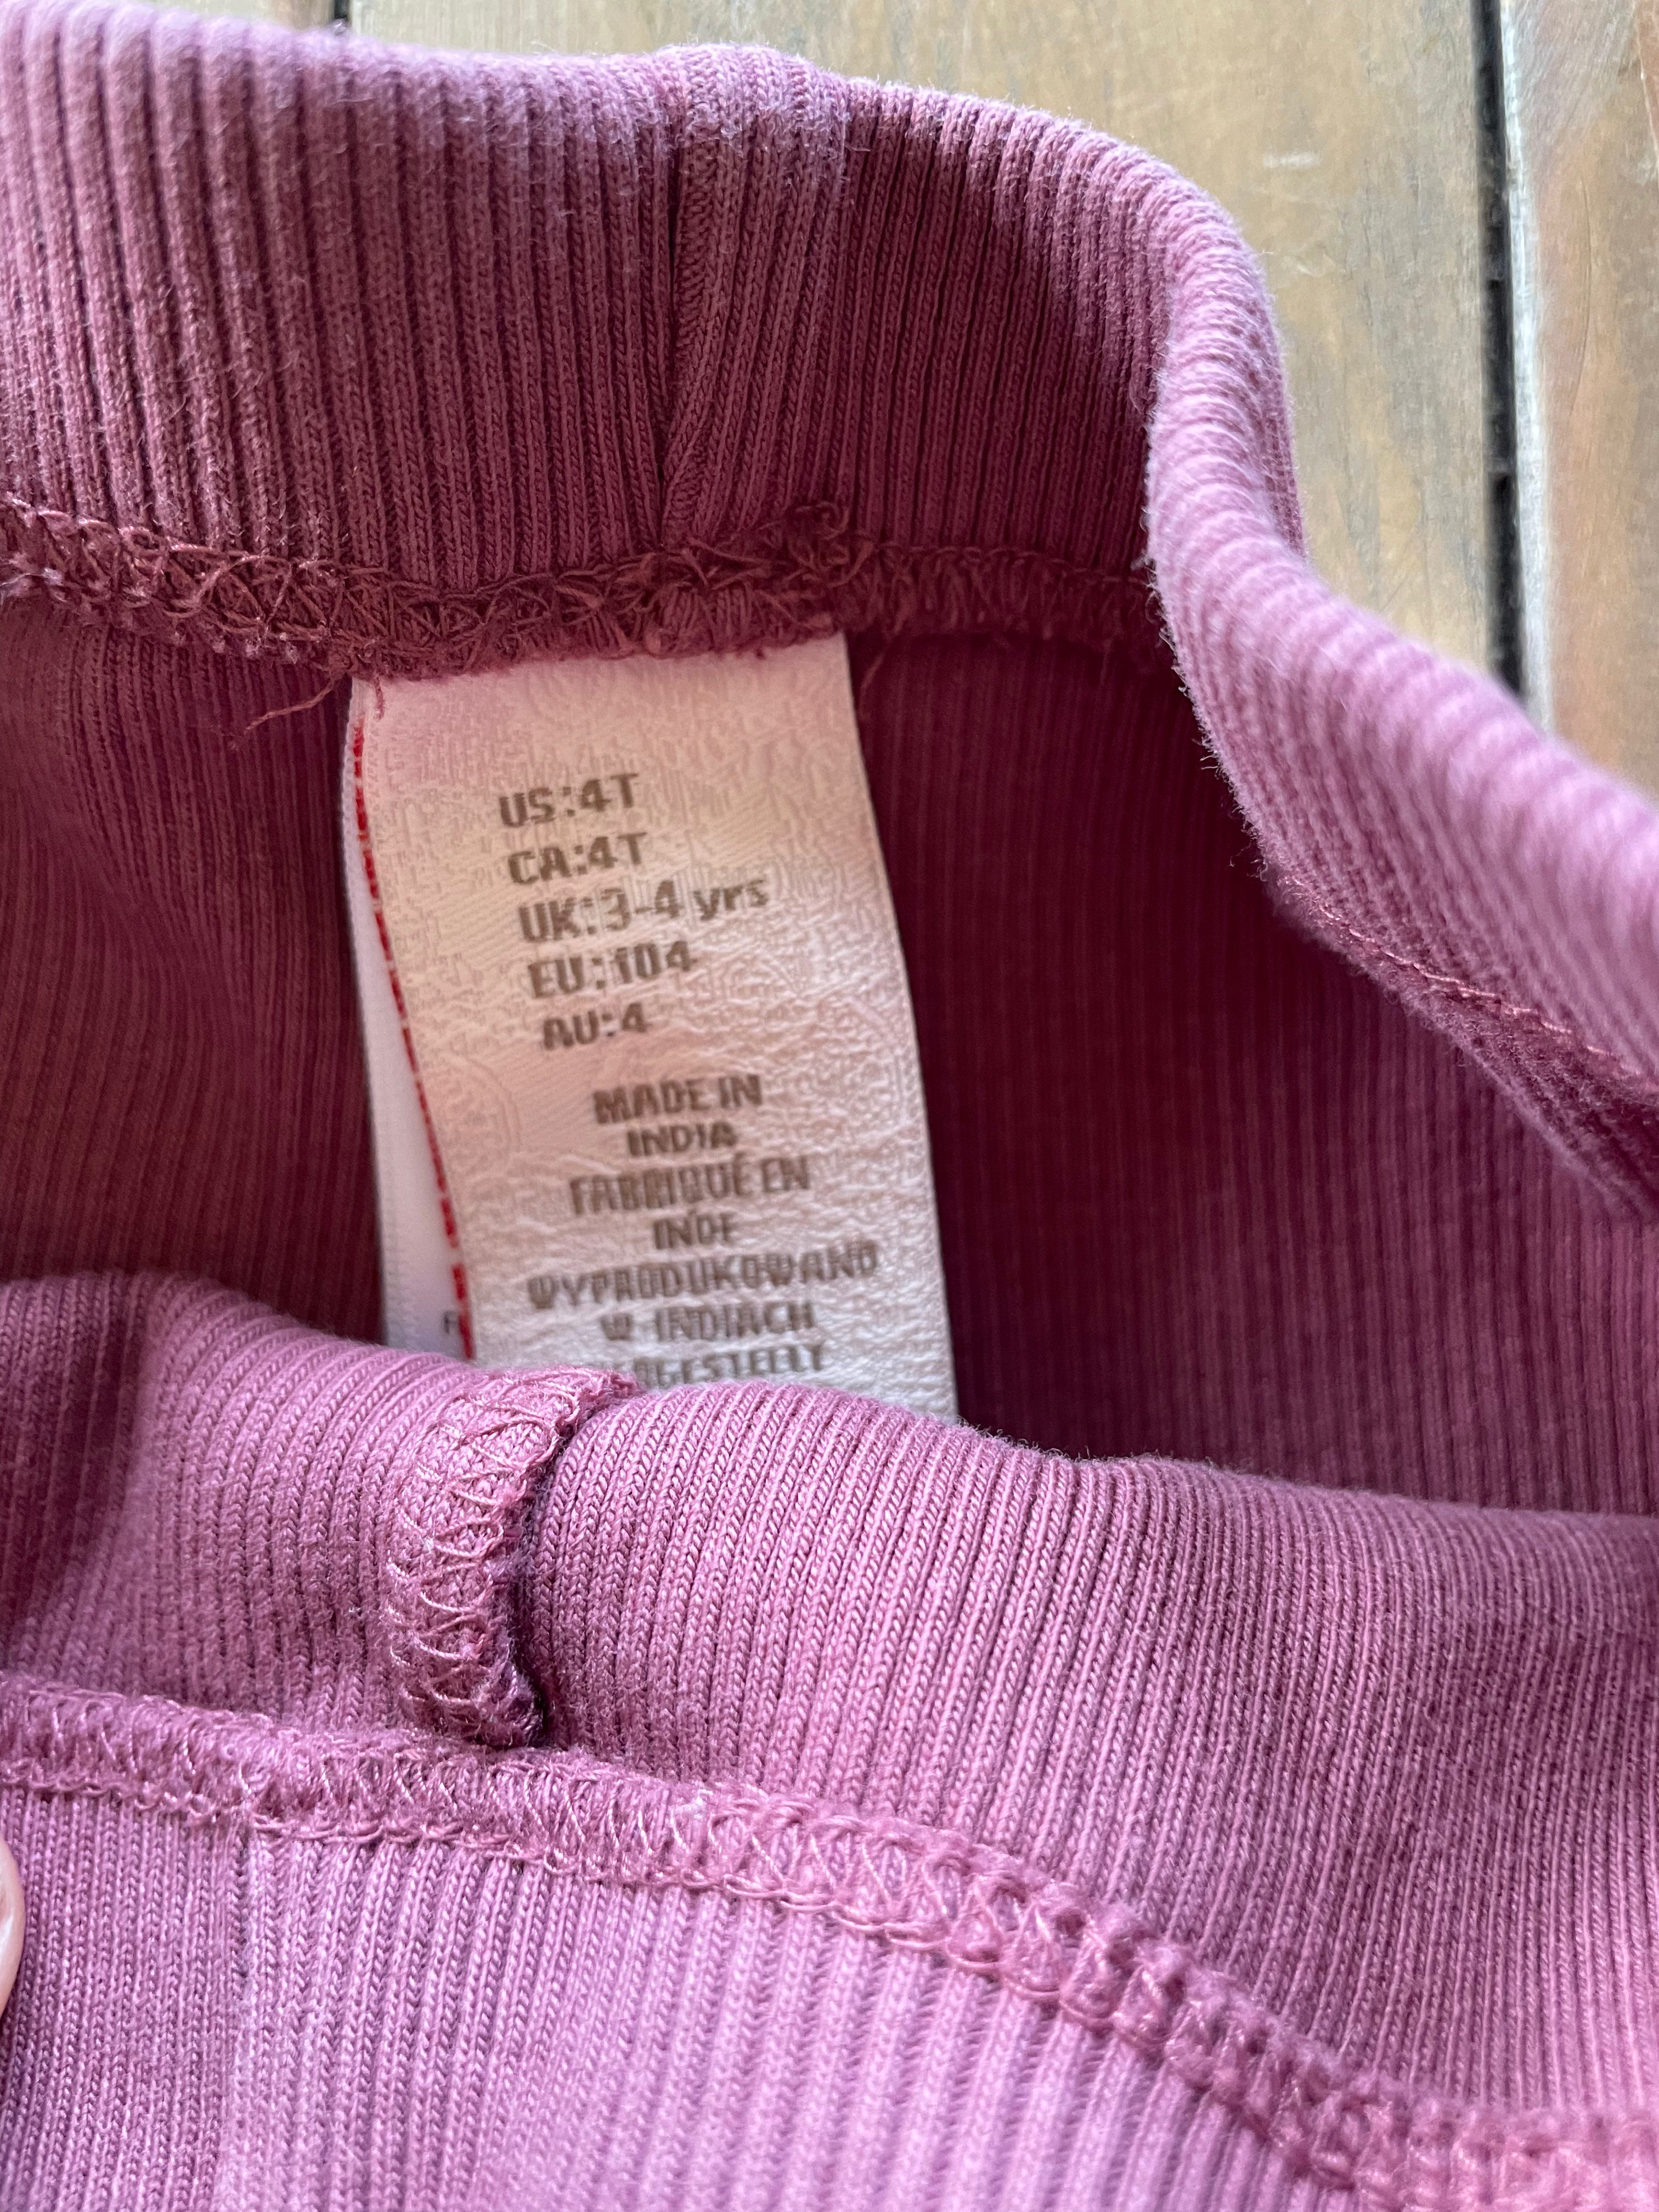 US:4T
CA:4T
UK:3-4 yrs
EU:104
AU:4
MADE IN
INDIA
FABRIQUÉ EN
INDE
WYPRODUKOWANO
W INDIACH